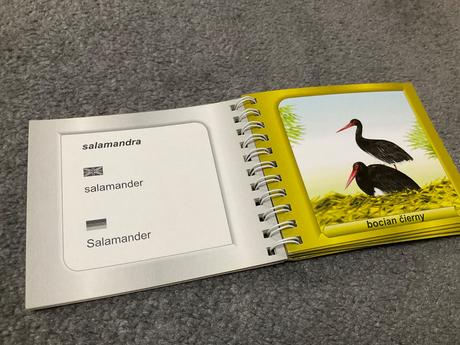 salamandra
salamander
Salamander
bocian čierny